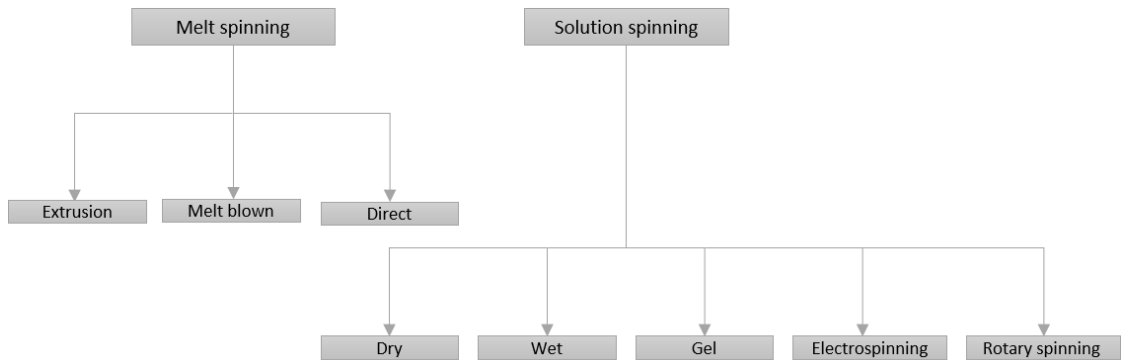 Melt spinning
Solution spinning
Extrusion
Melt blown
Direct
Dry
Wet
Gel
Electrospinning
Rotary spinning